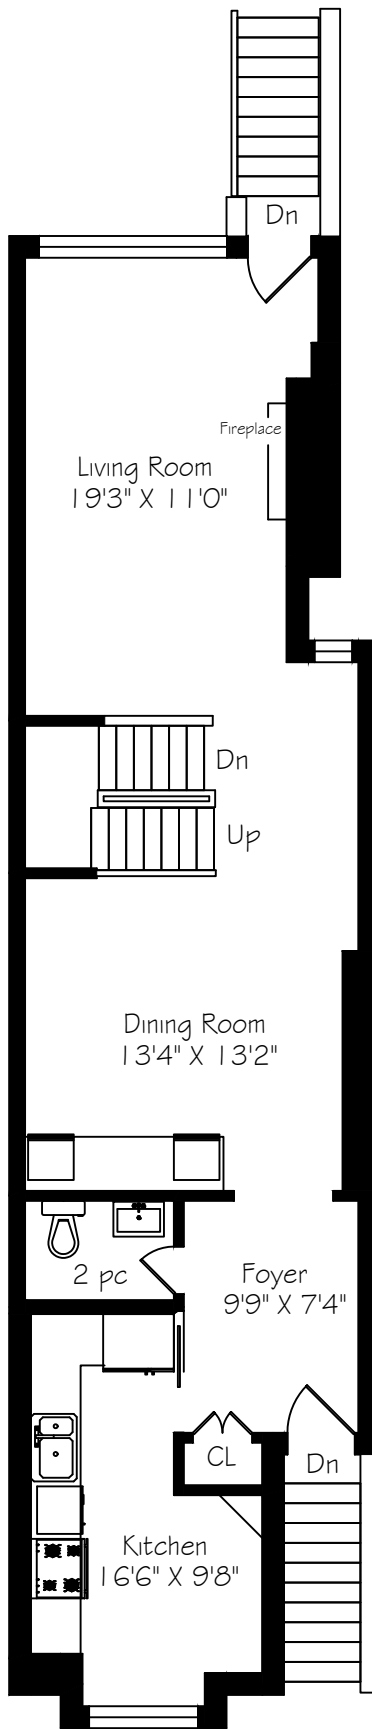 Dn
Fireplace
Living Room
19'3" X 11'0"
Dn
Up
Dining Room
13'4" X 13'2"
2 pc
Foyer
9'9" X 7'4"
CL
Dn
Kitchen
16'6" X 9'8"